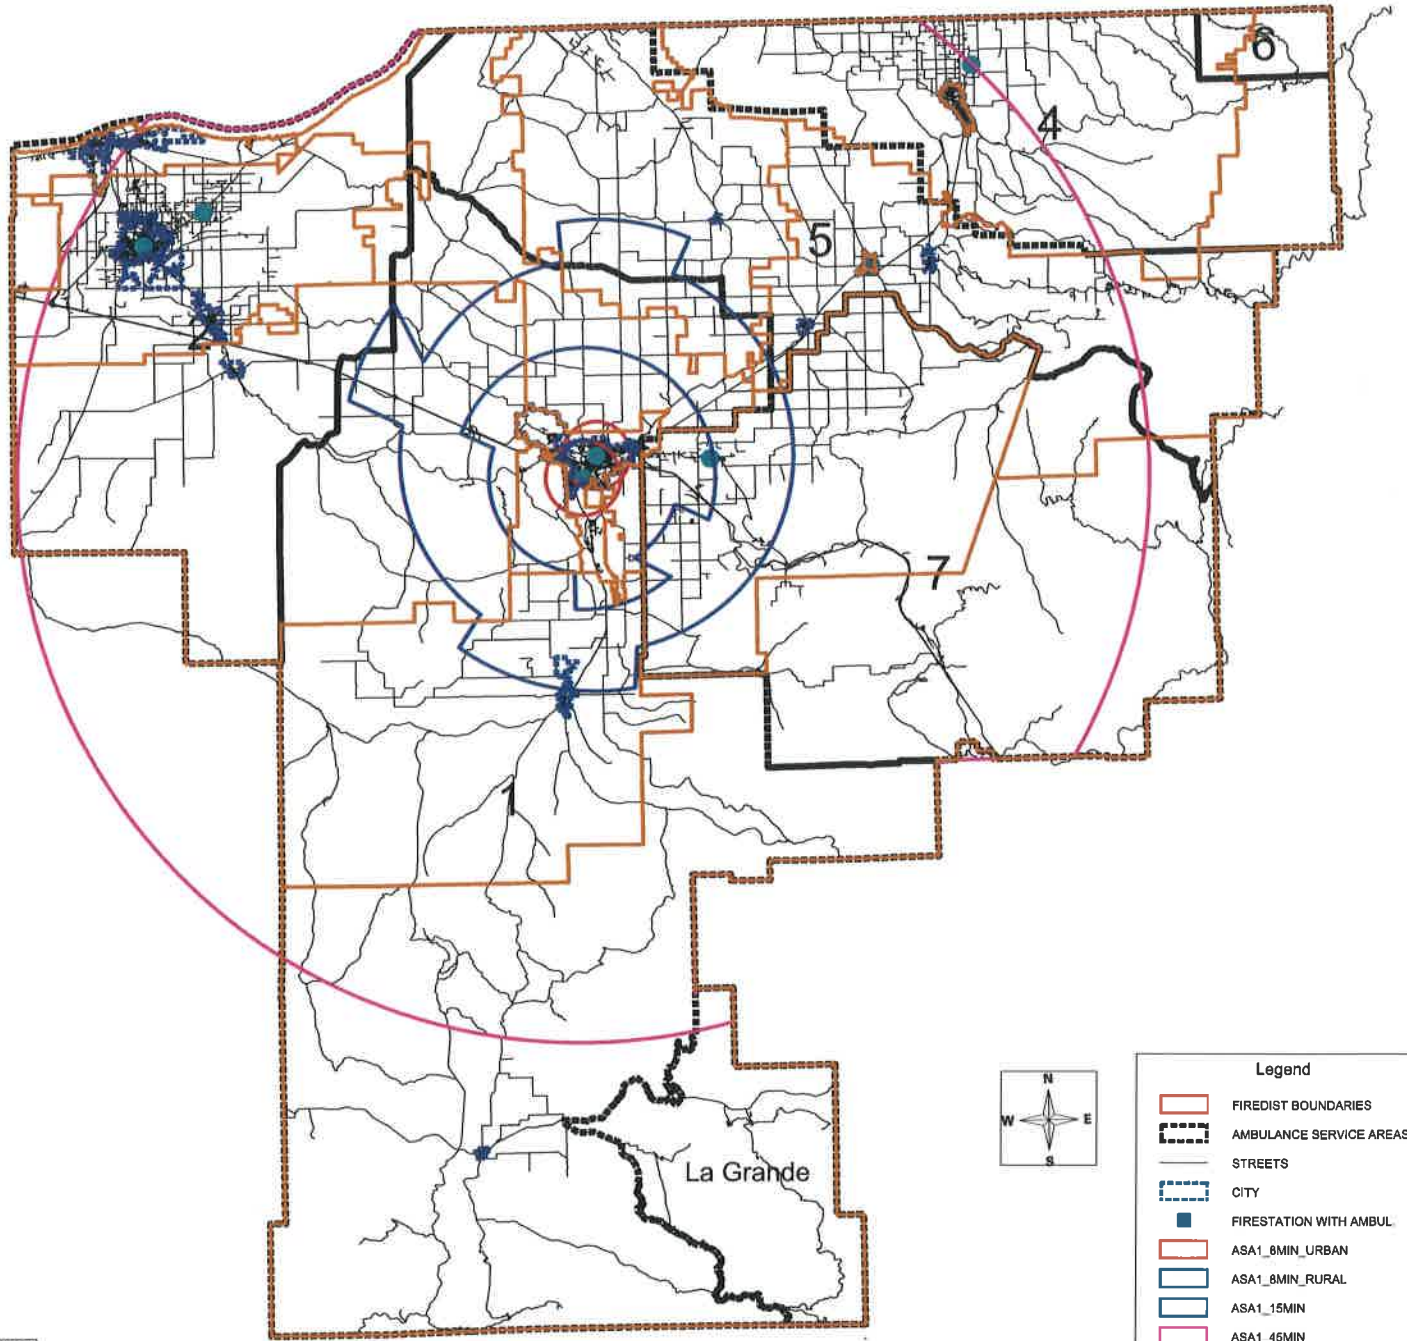 6
4
5
2
7
1
La Grande
N
W E
S
Legend
FIREDIST BOUNDARIES
AMBULANCE SERVICE AREAS
STREETS
CITY
FIRESTATION WITH AMBUL
ASA1_8MIN_URBAN
ASA1_8MIN_RURAL
ASA1_15MIN
ASA1_45MIN